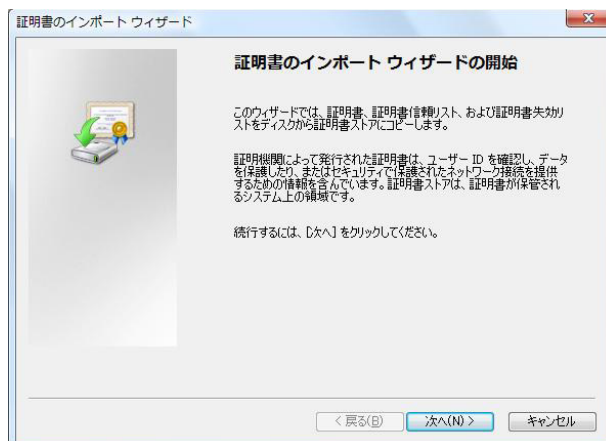 証明書のインポート ウィザード
証明書のインポート ウィザードの開始
このウィザードでは、証明書、証明書信頼リスト、および証明書失効リ
ストをディスクから証明書ストアにコピーします。
証明機関によって発行された証明書は、ユーザー ID を確認し、データ
を保護したり、またはセキュリティで保護されたネットワーク接続を提供
するための情報を含んでいます。証明書ストアは、証明書が保管され
るシステム上の領域です。
続行するには、[次へ] をクリックしてください。
< 戻る(B) 次へ(N) > キャンセル